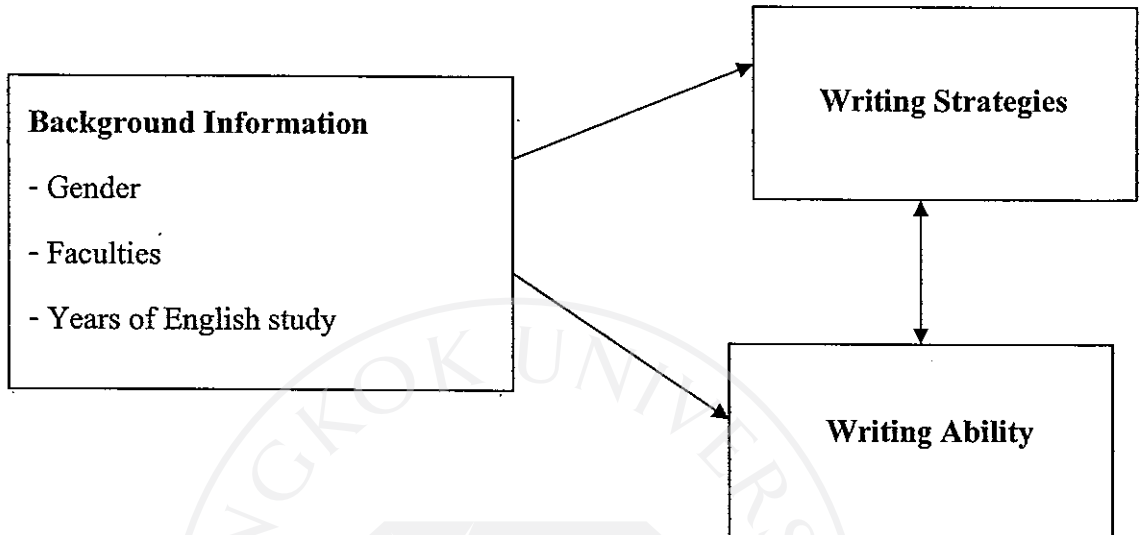 Background Information
- Gender
- Faculties
- Years of English study
Writing Strategies
Writing Ability